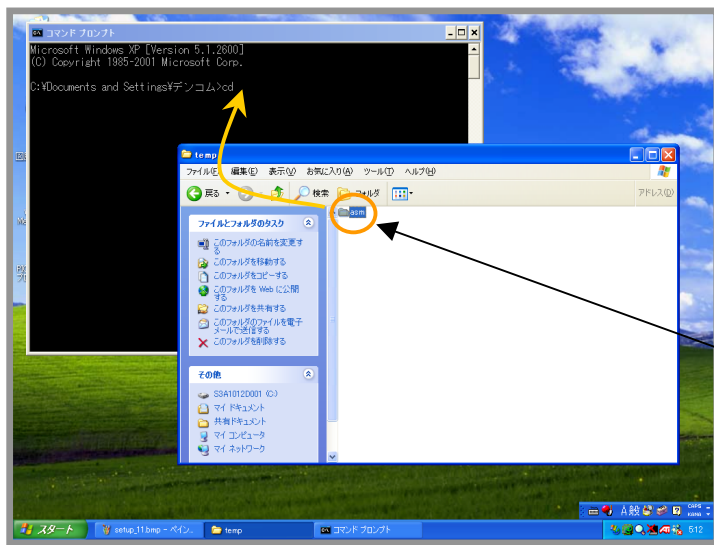 コマンド プロンプト
Microsoft Windows XP [Version 5.1.2600]
(C) Copyright 1985-2001 Microsoft Corp.
C:¥Documents and Settings¥デンコム>cd
temp
ファイル(F) 編集(E) 表示(V) お気に入り(A) ツール(T) ヘルプ(H)
戻る 検索 フォルダ アドレス(D)
asm
ファイルとフォルダのタスク
このフォルダの名前を変更す
る
このフォルダを移動する
このフォルダをコピーする
このフォルダを Web に公開
する
このフォルダを共有する
このフォルダのファイルを電子
メールで送信する
このフォルダを削除する
その他
S3A1012D001 (C:)
マイ ドキュメント
共有ドキュメント
マイ コンピュータ
マイ ネットワーク
A 般 CAPS
KANA
スタート setup_11.bmp - ペイン... temp コマンド プロンプト 5:12